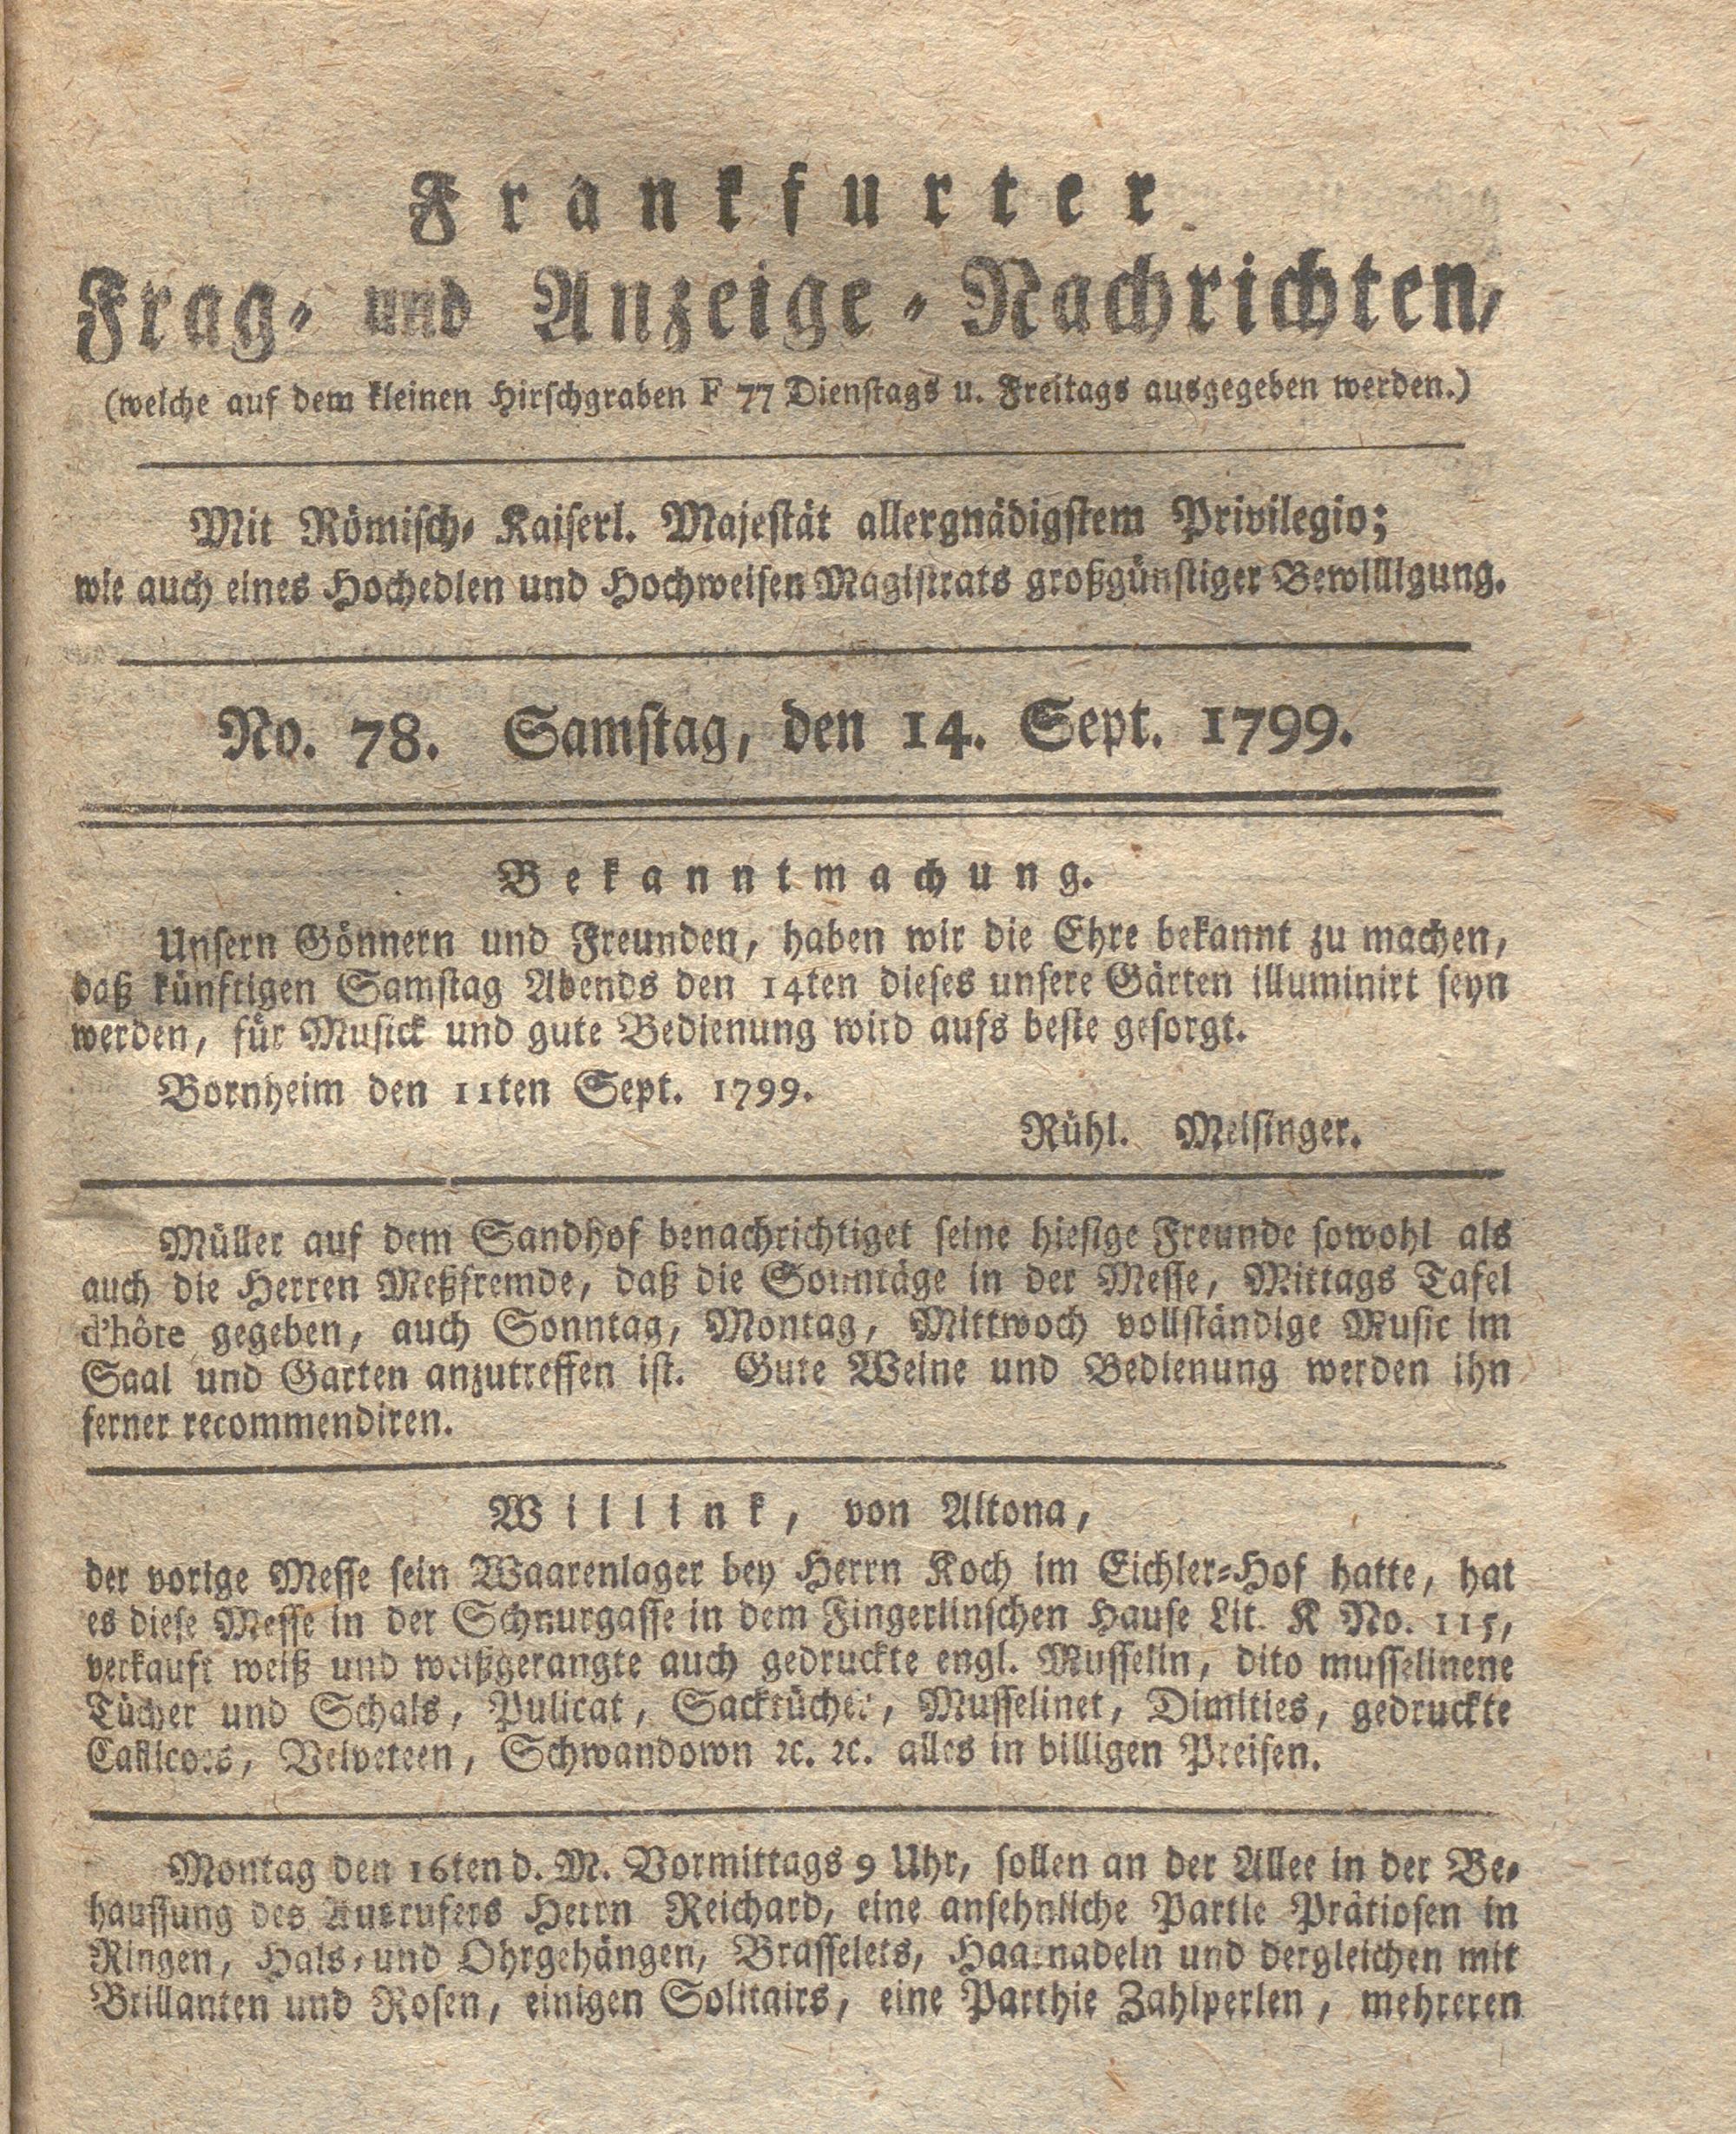 Frankfurter
Frag- und Anzeige-Nachrichten,
(welche auf dem kleinen Hirschgraben F 77 Dienstags u. Freitags ausgegeben werden.)
Mit Römisch- Kaiserl. Majestät allergnädigstem Privilegio;
wie auch eines Hochedlen und Hochweisen Magistrats großgünstiger Bewilligung.
No. 78. Samstag, den 14. Sept. 1799.
Bekanntmachung.
Unsern Gönnern und Freunden, haben wir die Ehre bekannt zu machen,
daß künftigen Samstag Abends den 14ten dieses unsere Gärten illuminirt seyn
werden, für Musick und gute Bedienung wird aufs beste gesorgt.
Bornheim den 11ten Sept. 1799.
Rühl. Meisinger.
Müller auf dem Sandhof benachrichtiget seine hiesige Freunde sowohl als
auch die Herren Meßfremde, daß die Sonntäge in der Messe, Mittags Tafel
d'hôte gegeben, auch Sonntag, Montag, Mittwoch vollständige Music im
Saal und Garten anzutreffen ist. Gute Weine und Bedienung werden ihn
ferner recommendiren.
Willink, von Altona,
der vorige Messe sein Waarenlager bey Herrn Koch im Eichler-Hof hatte, hat
es diese Messe in der Schnurgasse in dem Fingerlinschen Hause Lit. K No. 115,
verkauft weiß und weißgerangte auch gedruckte engl. Musselin, dito musselinene
Tücher und Schals, Pulicat, Sacktücher, Musselinet, Dimities, gedruckte
Callicoes, Velveteen, Schwandown ꝛc. ꝛc. alles in billigen Preisen.
Montag den 16ten d. M. Vormittags 9 Uhr, sollen an der Allee in der Be-
haussung des Ausrufers Herrn Reichard, eine ansehnliche Partie Prätiosen in
Ringen, Hals- und Ohrgehängen, Brasselets, Haarnadeln und dergleichen mit
Brillanten und Rosen, einigen Solitairs, eine Parthie Zahlperlen, mehreren